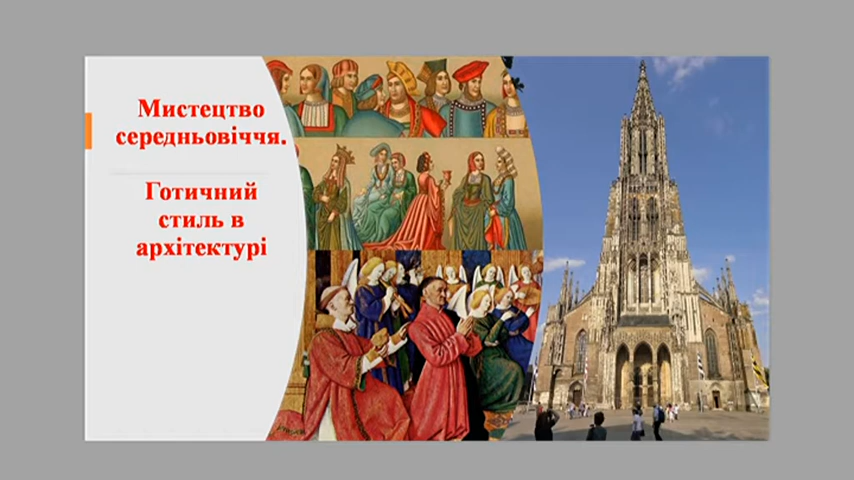 Мистецтво
середньовіччя.
Готичний
стиль в
архітектурі